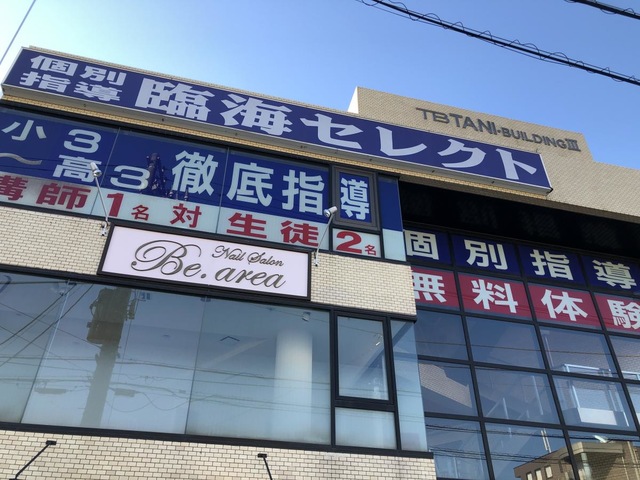 個別
指導
臨海セレクト
TBTANI-BUILDINGⅢ
小3
～高3 徹底指導
講師1名対生徒2名
Nail Salon
Be. area
個別指導
無料体験